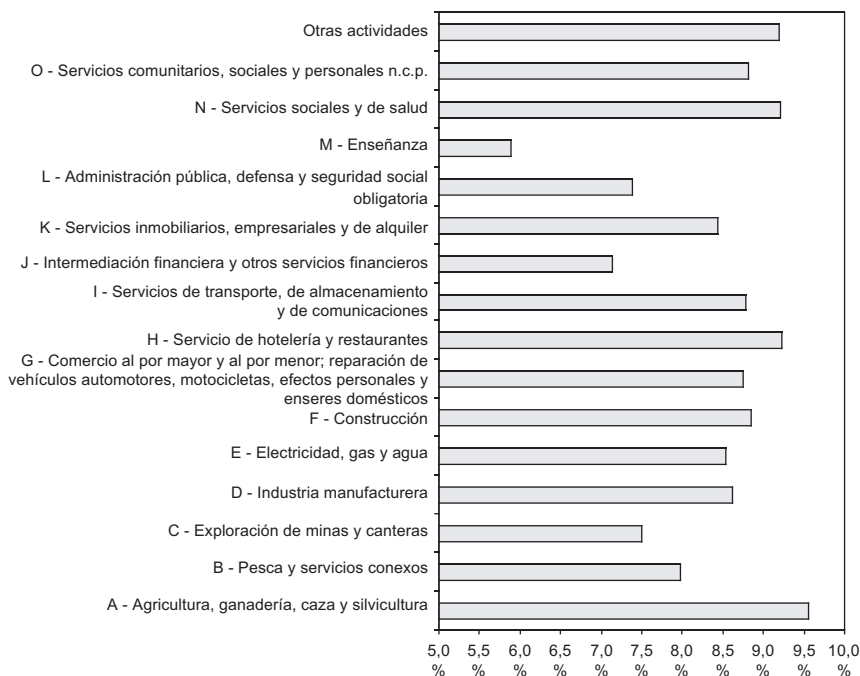 Otras actividades
O - Servicios comunitarios, sociales y personales n.c.p.
N - Servicios sociales y de salud
M - Enseñanza
L - Administración pública, defensa y seguridad social
obligatoria
K - Servicios inmobiliarios, empresariales y de alquiler
J - Intermediación financiera y otros servicios financieros
I - Servicios de transporte, de almacenamiento
y de comunicaciones
H - Servicio de hotelería y restaurantes
G - Comercio al por mayor y al por menor; reparación de
vehículos automotores, motocicletas, efectos personales y
enseres domésticos
F - Construcción
E - Electricidad, gas y agua
D - Industria manufacturera
C - Exploración de minas y canteras
B - Pesca y servicios conexos
A - Agricultura, ganadería, caza y silvicultura
5,0 5,5 6,0 6,5 7,0 7,5 8,0 8,5 9,0 9,5 10,0
% % % % % % % % % % %